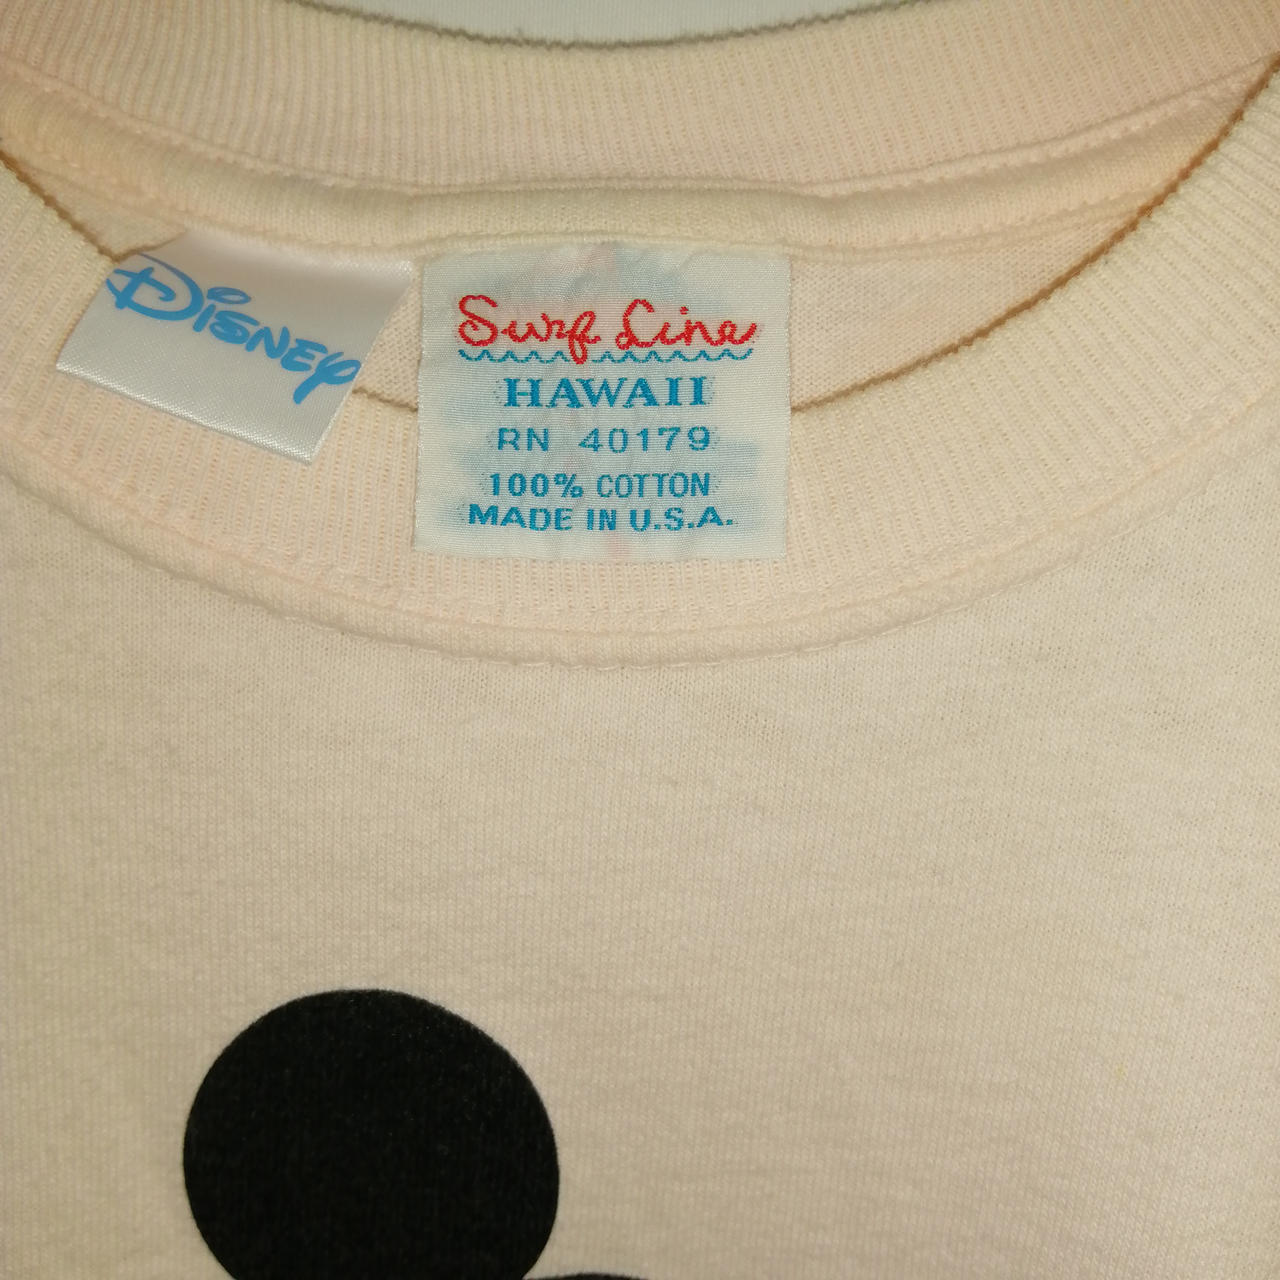 Disney
Surf Line
HAWAII
RN 40179
100% COTTON
MADE IN U.S.A.